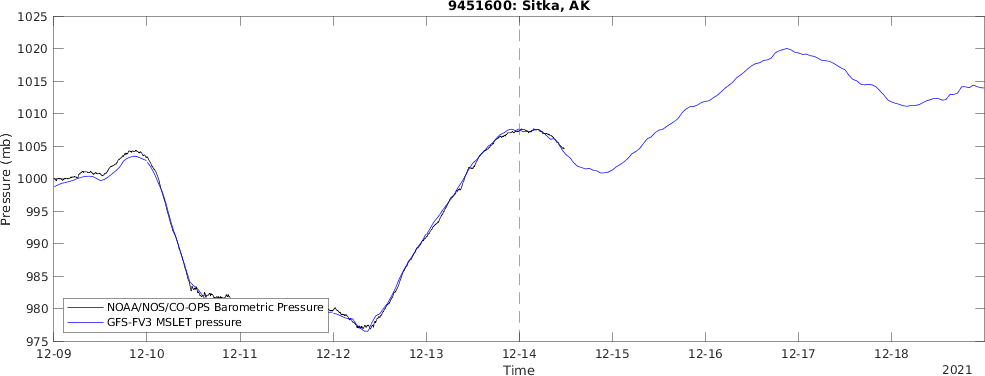 9451600: Sitka, AK
1025
1020
1015
1010
1005
1000
995
990
985
980
975
Pressure (mb)
NOAA/NOS/CO-OPS Barometric Pressure
GFS-FV3 MSLET pressure
12-09 12-10 12-11 12-12 12-13 12-14 12-15 12-16 12-17 12-18
Time
2021